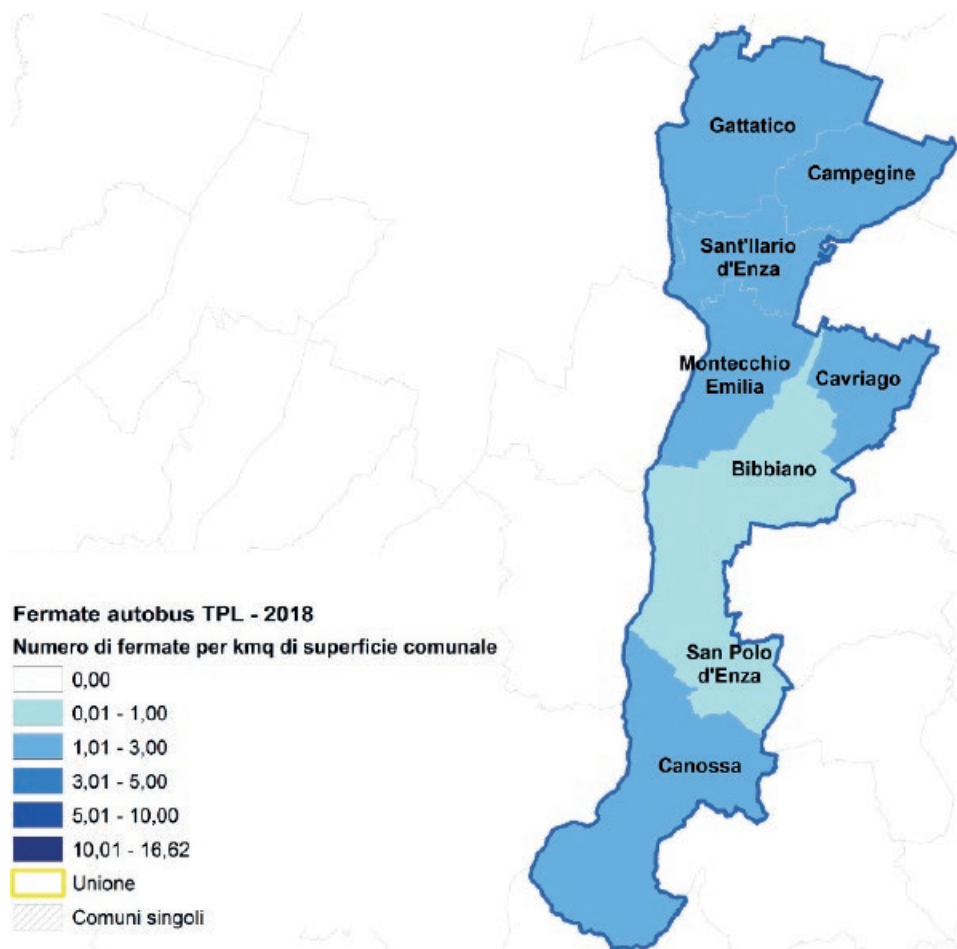 Gattatico
Campegine
Sant'Ilario
d'Enza
Montecchio
Emilia
Cavriago
Bibbiano
San Polo
d'Enza
Canossa
Fermate autobus TPL - 2018
Numero di fermate per kmq di superficie comunale
0,00
0,01 - 1,00
1,01 - 3,00
3,01 - 5,00
5,01 - 10,00
10,01 - 16,62
Unione
Comuni singoli